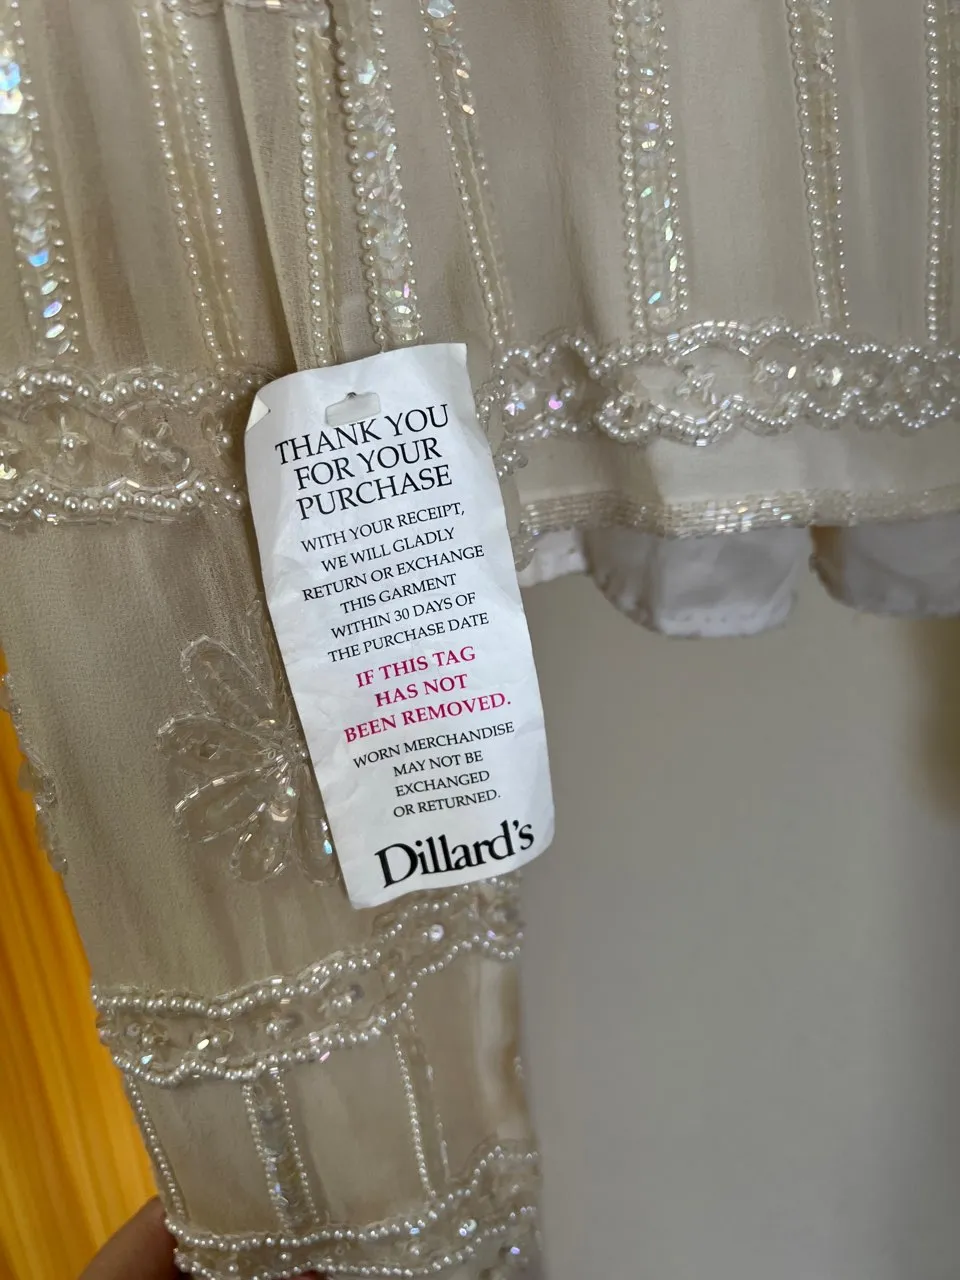 THANK YOU
FOR YOUR
PURCHASE
WITH YOUR RECEIPT,
WE WILL GLADLY
RETURN OR EXCHANGE
THIS GARMENT
WITHIN 30 DAYS OF
THE PURCHASE DATE
IF THIS TAG
HAS NOT
BEEN REMOVED.
WORN MERCHANDISE
MAY NOT BE
EXCHANGED
OR RETURNED.
Dillard's